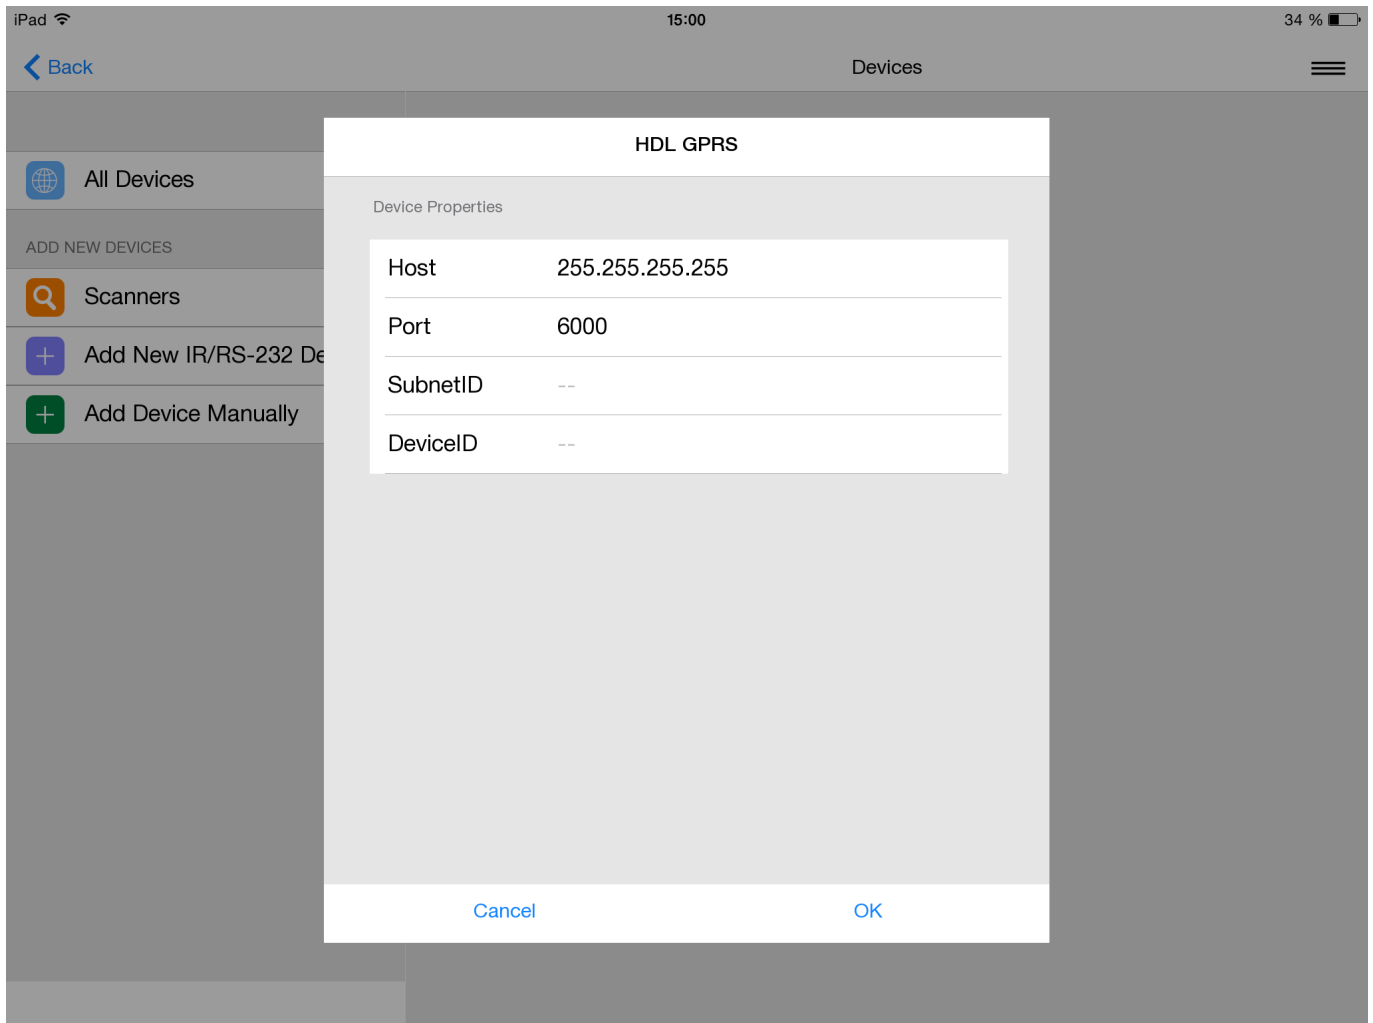 iPad 15:00 34 %
Back Devices
HDL GPRS
Device Properties
All Devices
ADD NEW DEVICES
Scanners
Add New IR/RS-232 De
Add Device Manually
Host 255.255.255.255
Port 6000
SubnetID --
DeviceID --
Cancel OK